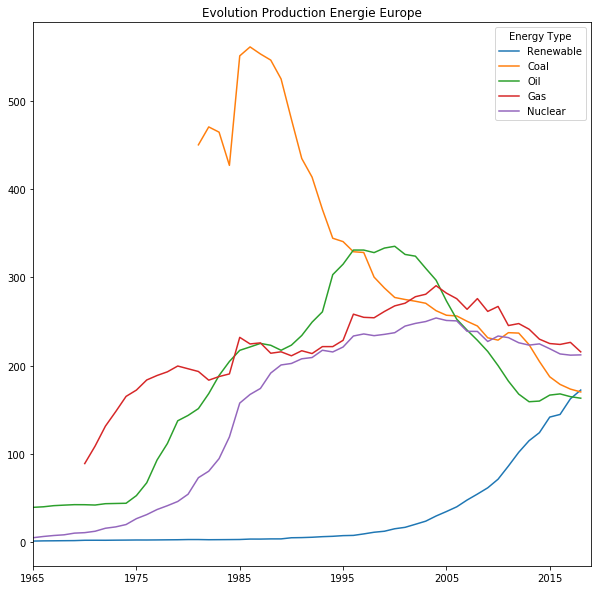 Evolution Production Energie Europe
Energy Type
Renewable
Coal
Oil
Gas
Nuclear
500
400
300
200
100
0
1965 1975 1985 1995 2005 2015